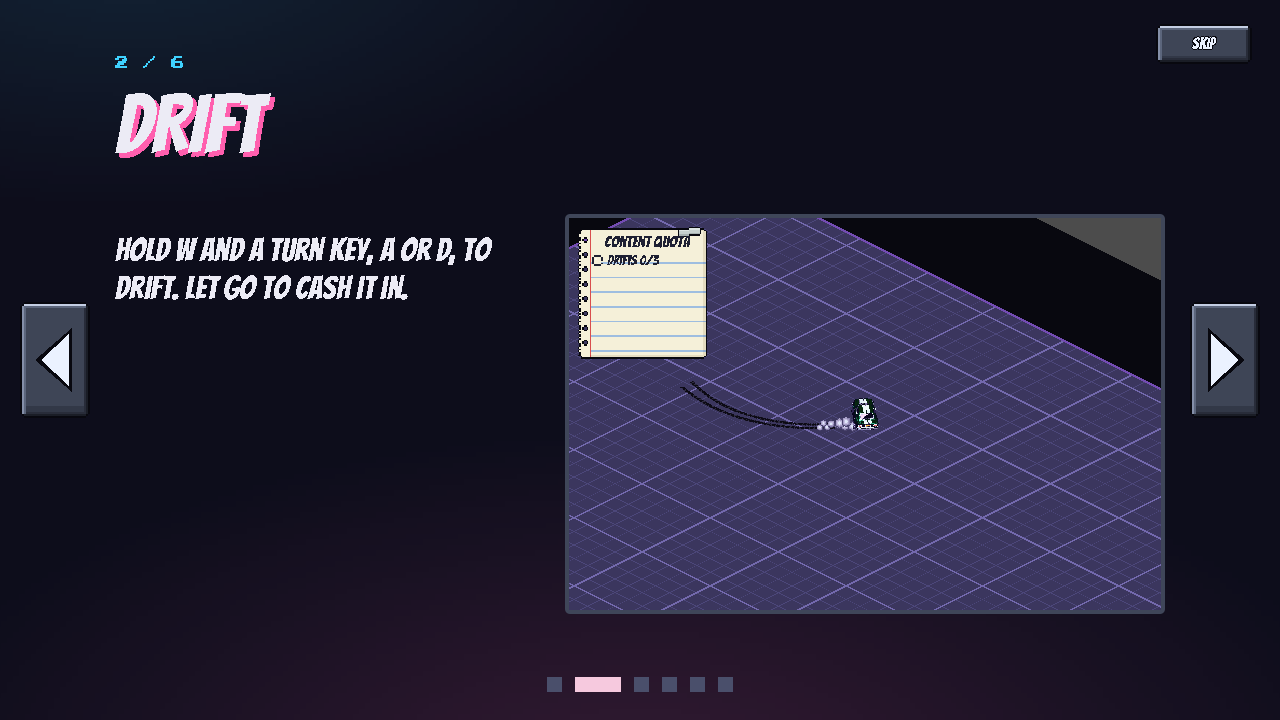 2 / 6
SKIP
DRIFT
HOLD W AND A TURN KEY, A OR D, TO
DRIFT. LET GO TO CASH IT IN.
CONTENT QUOTA
DRIFTS 0/3